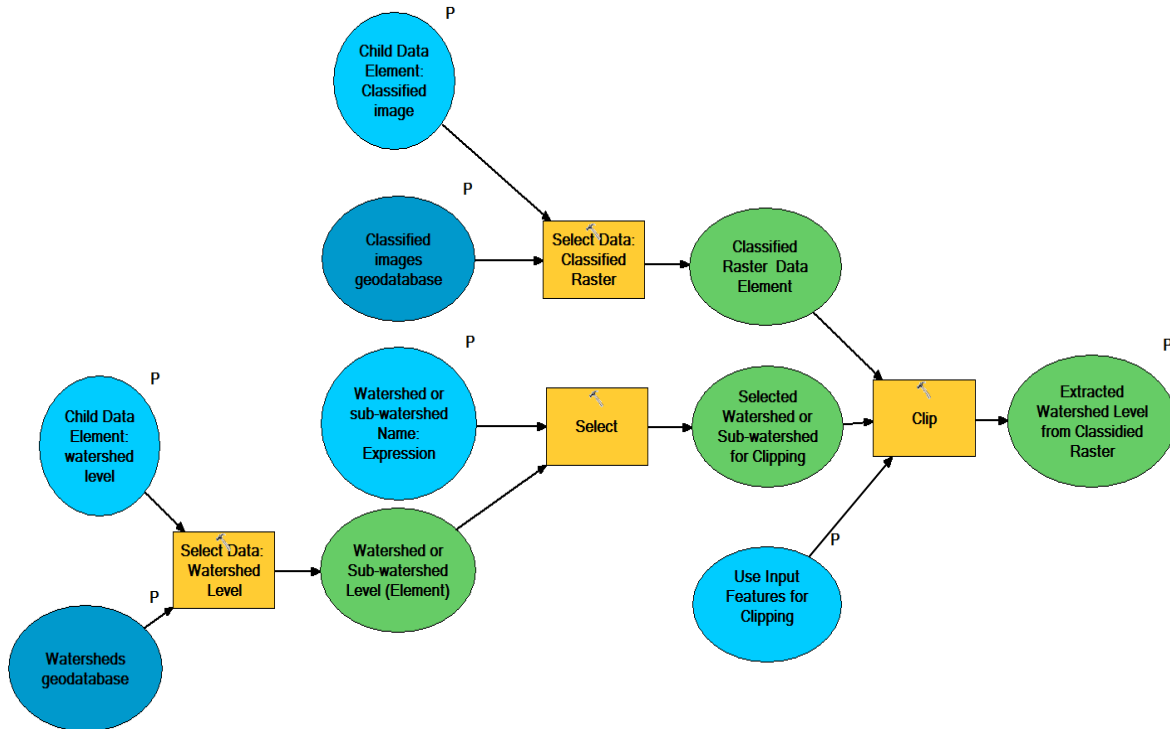 P
Child Data
Element:
Classified
image
P
Classified
images
geodatabase
Select Data:
Classified
Raster
Classified
Raster  Data
Element
P
Watershed or
sub-watershed
Name:
Expression
Select
Selected
Watershed or
Sub-watershed
for Clipping
Clip
P
Extracted
Watershed Level
from Classidied
Raster
P
Child Data
Element:
watershed
level
Select Data:
Watershed
Level
Watershed or
Sub-watershed
Level (Element)
P
Use Input
Features for
Clipping
P
Watersheds
geodatabase